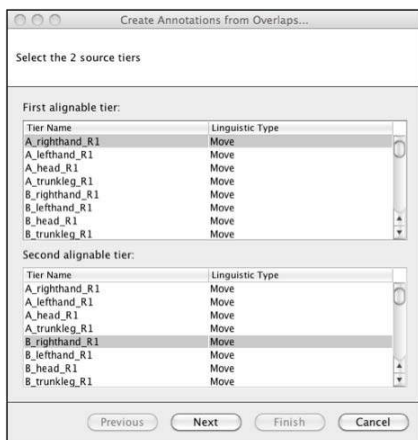 Create Annotations from Overlaps...
Select the 2 source tiers
First alignable tier:
Tier Name Linguistic Type
A_righthand_R1 Move
A_lefthand_R1 Move
A_head_R1 Move
A_trunkleg_R1 Move
B_righthand_R1 Move
B_lefthand_R1 Move
B_head_R1 Move
B_trunkleg_R1 Move
Second alignable tier:
Tier Name Linguistic Type
A_righthand_R1 Move
A_lefthand_R1 Move
A_head_R1 Move
A_trunkleg_R1 Move
B_righthand_R1 Move
B_lefthand_R1 Move
B_head_R1 Move
B_trunkleg_R1 Move
Previous Next Finish Cancel